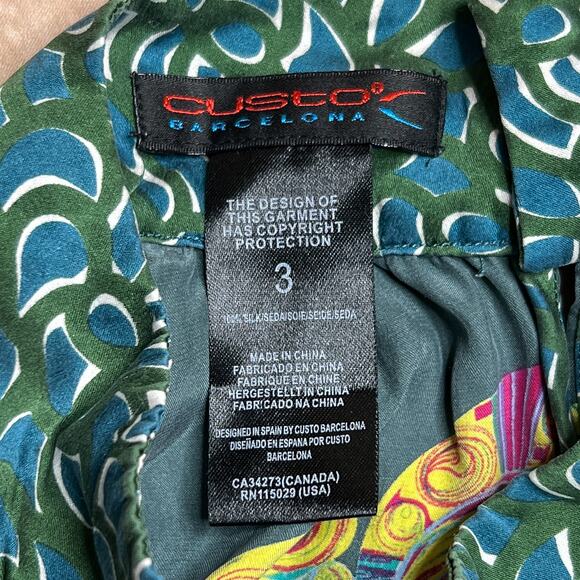 custo
BARCELONA
THE DESIGN OF
THIS GARMENT
HAS COPYRIGHT
PROTECTION
3
100% SILK/SEDA/SOIE/SEIDE/SEDA
MADE IN CHINA
FABRICADO EN CHINA
FABRIQUE EN CHINE
HERGESTELLT IN CHINA
FABRICADO NA CHINA
DESIGNED IN SPAIN BY CUSTO BARCELONA
DISEÑADO EN ESPAÑA POR CUSTO
BARCELONA
CA34273(CANADA)
RN115029 (USA)